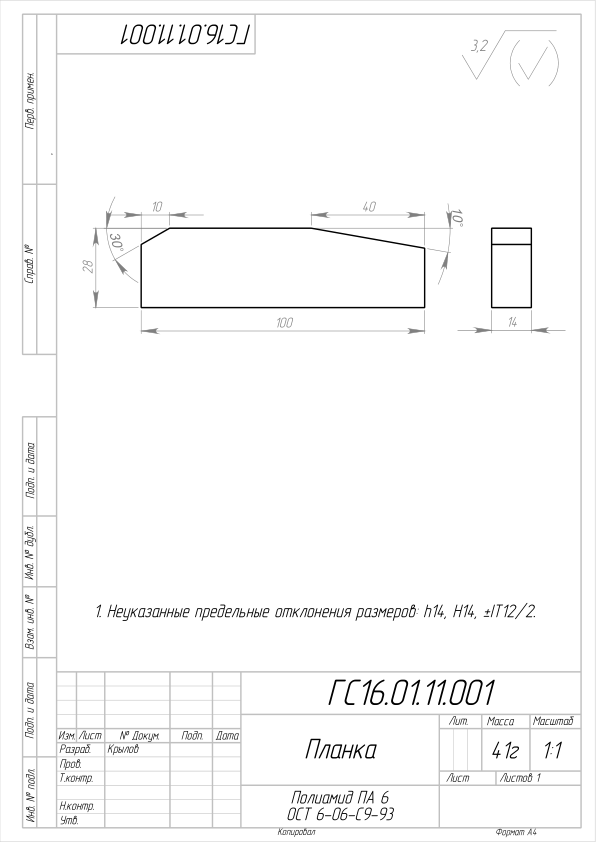 ГС16.01.11.001
3,2
Перв. примен.
Справ. №
Подп. и дата
Инв. № дубл.
Взам. инв. №
Подп. и дата
Инв. № подл.
10
40
10°
30°
28
100
14
1. Неуказанные предельные отклонения размеров: h14, H14, ±IT12/2.
ГС16.01.11.001
Изм. Лист № Докум. Подп. Дата
Разраб. Крылов
Пров.
Т.контр.
Н.контр.
Утв.
Планка
Лит. Масса Масштаб
41г 1:1
Лист Листов 1
Полиамид ПА 6
ОСТ 6-06-С9-93
Копировал Формат А4